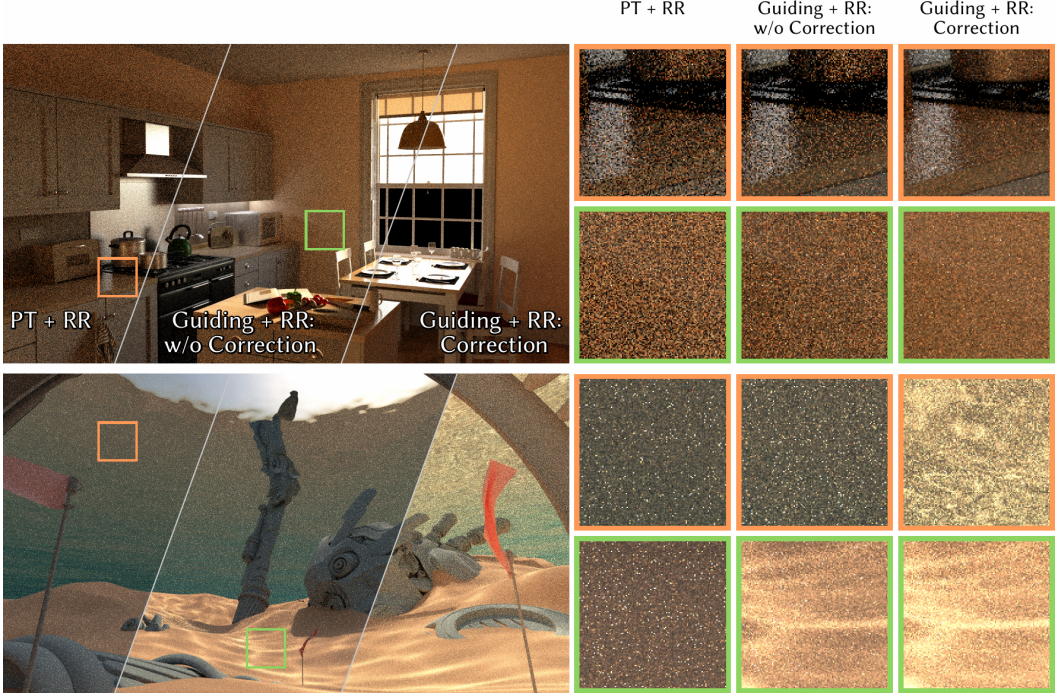 PT + RR
Guiding + RR:
w/o Correction
Guiding + RR:
Correction
PT + RR
Guiding + RR:
w/o Correction
Guiding + RR:
Correction